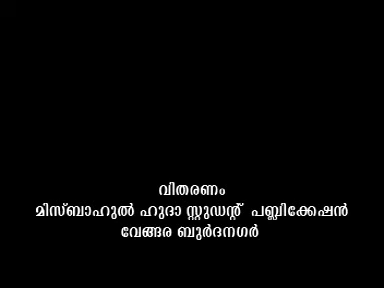 വിതരണം
മിസ്ബാഹുൽ ഹുദാ സ്റ്റുഡന്റ് പബ്ലിക്കേഷൻ
വേങ്ങര ബുർദനഗർ